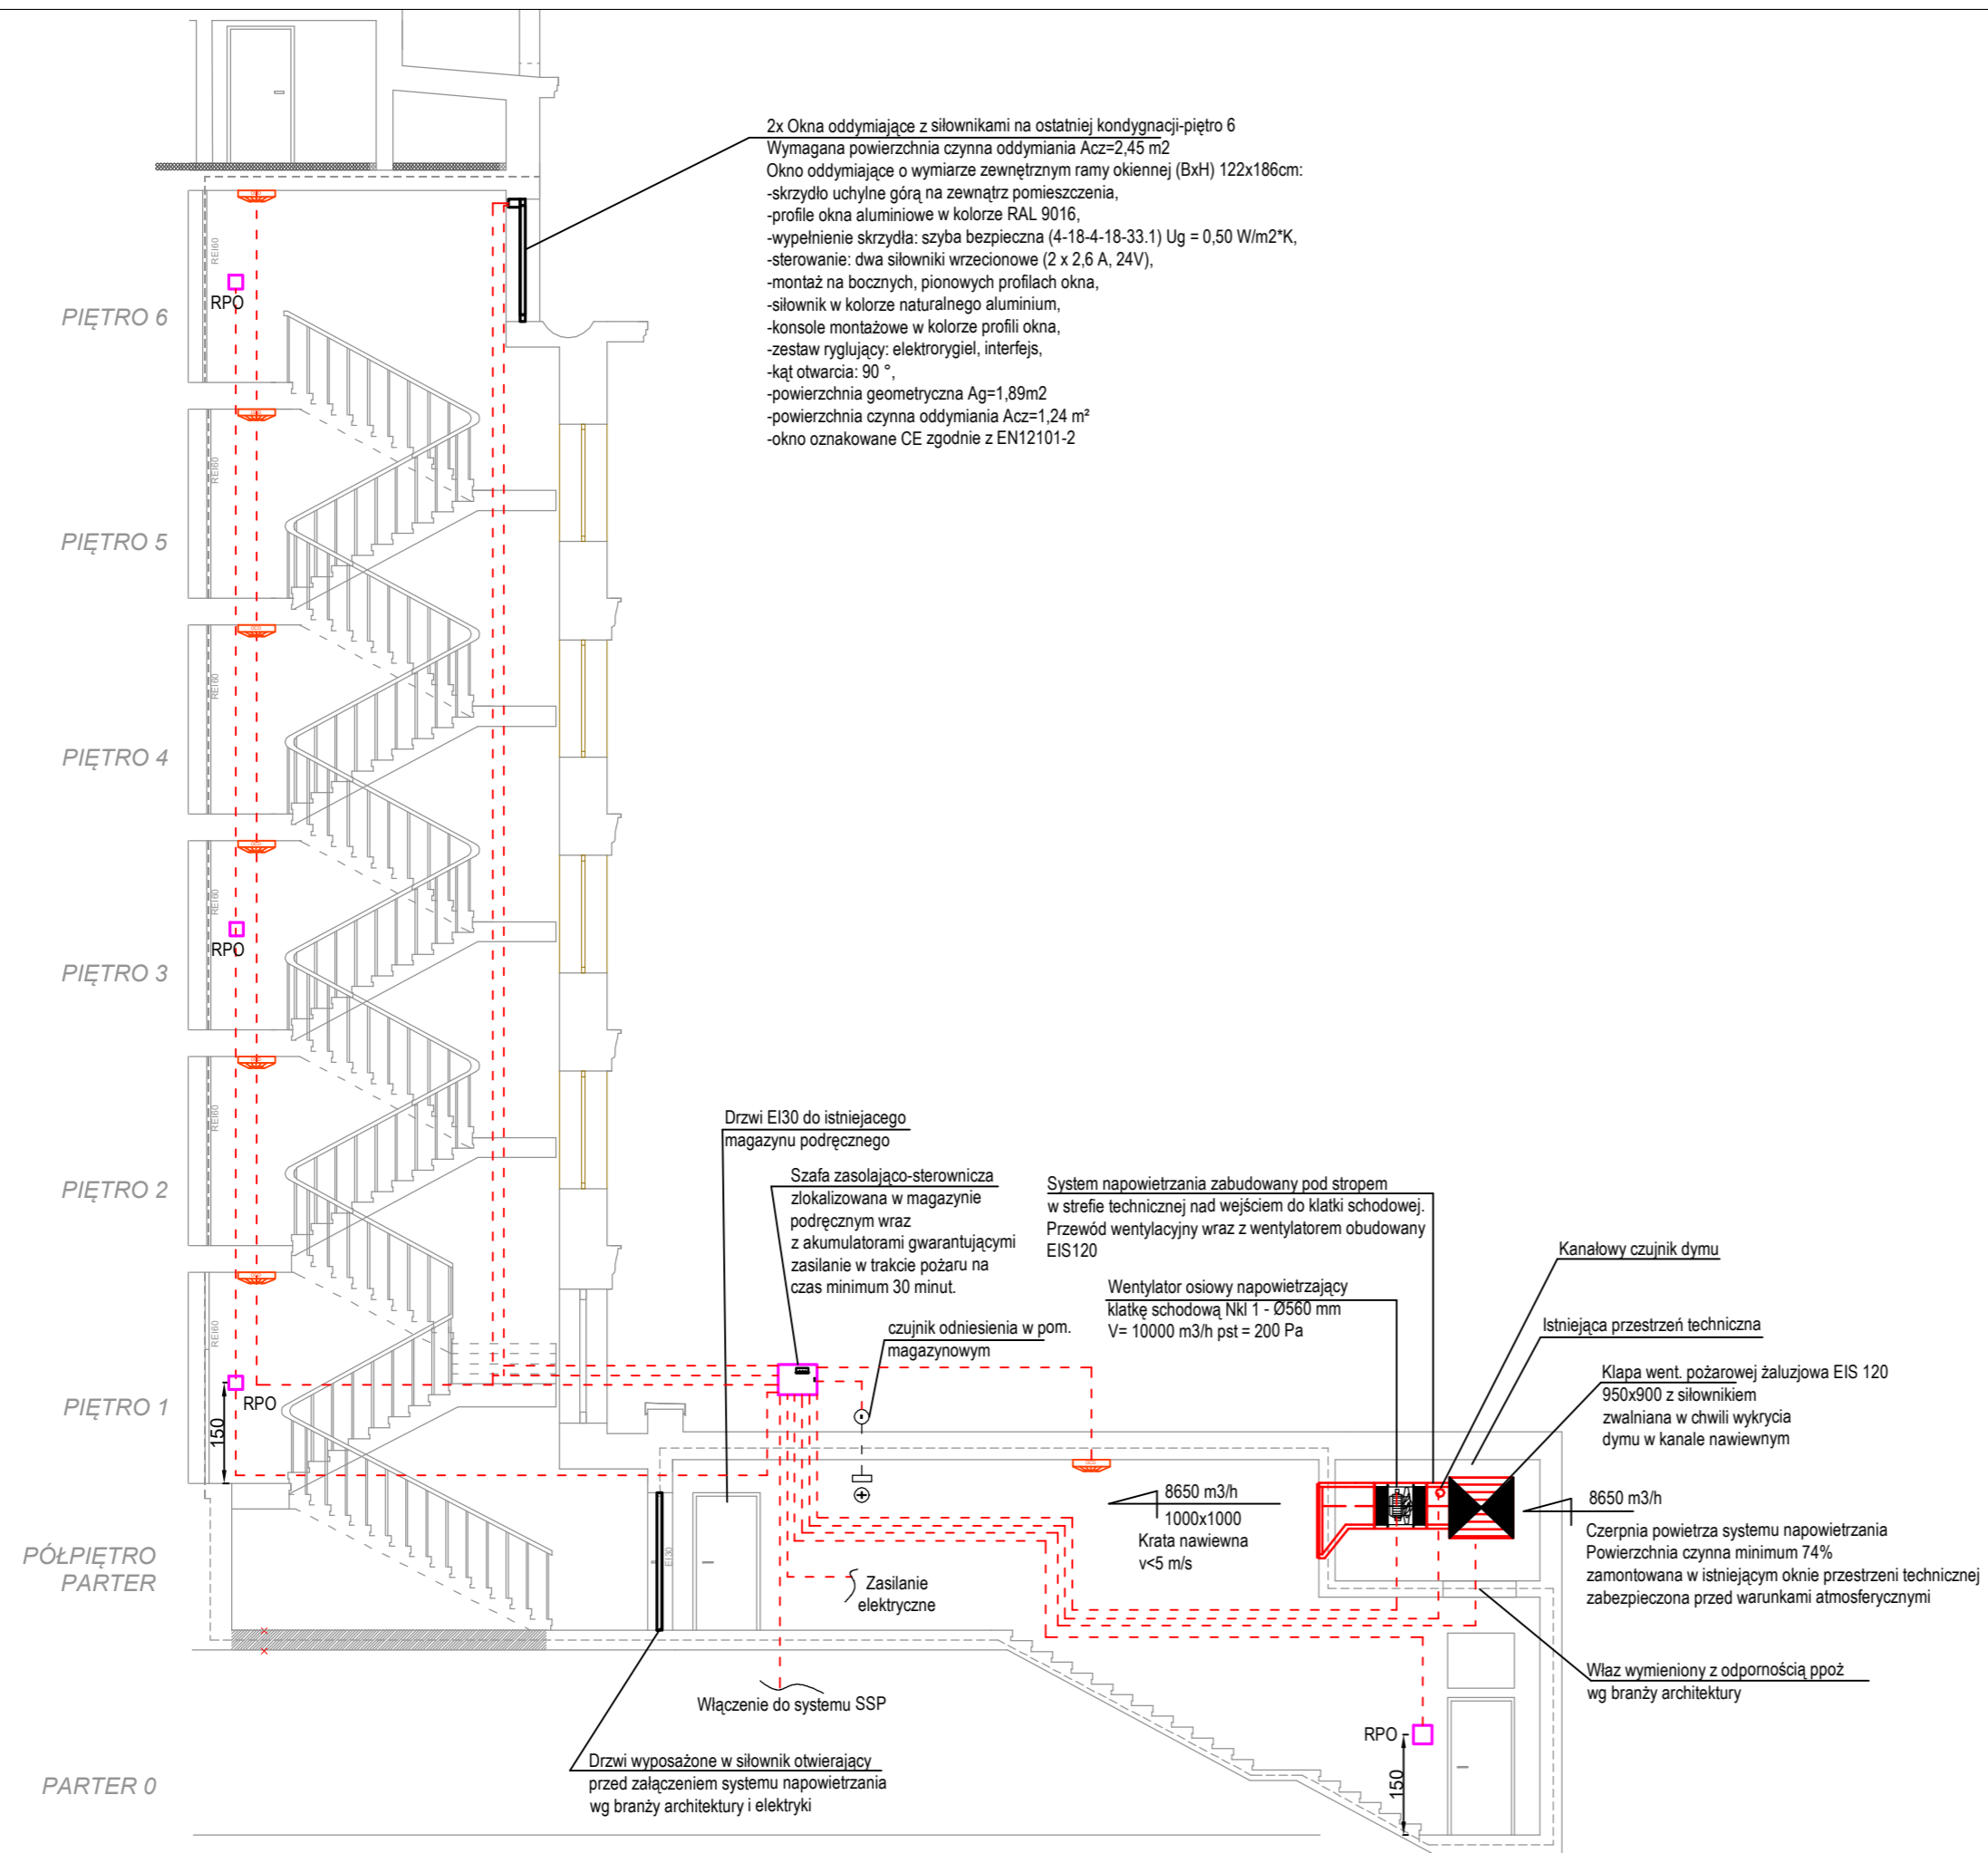 2x Okna oddymiające z siłownikami na ostatniej kondygnacji-piętro 6
Wymagana powierzchnia czynna oddymiania Acz=2,45 m2
Okno oddymiające o wymiarze zewnętrznym ramy okiennej (BxH) 122x186cm:
-skrzydło uchylne górą na zewnątrz pomieszczenia,
-profile okna aluminiowe w kolorze RAL 9016,
-wypełnienie skrzydła: szyba bezpieczna (4-18-4-18-33.1) Ug = 0,50 W/m2*K,
-sterowanie: dwa siłowniki wrzecionowe (2 x 2,6 A, 24V),
-montaż na bocznych, pionowych profilach okna,
-siłownik w kolorze naturalnego aluminium,
-konsole montażowe w kolorze profili okna,
-zestaw ryglujący: elektrorygiel, interfejs,
-kąt otwarcia: 90 °,
-powierzchnia geometryczna Ag=1,89m2
-powierzchnia czynna oddymiania Acz=1,24 m²
-okno oznakowane CE zgodnie z EN12101-2
REI60
RPO
PIĘTRO 6
REI60
PIĘTRO 5
REI60
PIĘTRO 4
REI60
RPO
PIĘTRO 3
REI60
PIĘTRO 2
REI60
RPO
150
PIĘTRO 1
PÓŁPIĘTRO
PARTER
PARTER 0
Drzwi EI30 do istniejacego
magazynu podręcznego
Szafa zasolająco-sterownicza
zlokalizowana w magazynie
podręcznym wraz
z akumulatorami gwarantującymi
zasilanie w trakcie pożaru na
czas minimum 30 minut.
czujnik odniesienia w pom.
magazynowym
System napowietrzania zabudowany pod stropem
w strefie technicznej nad wejściem do klatki schodowej.
Przewód wentylacyjny wraz z wentylatorem obudowany
EIS120
Wentylator osiowy napowietrzający
klatkę schodową Nkl 1 - Ø560 mm
V= 10000 m3/h pst = 200 Pa
Kanałowy czujnik dymu
Istniejąca przestrzeń techniczna
Klapa went. pożarowej żaluzjowa EIS 120
950x900 z siłownikiem
zwalniana w chwili wykrycia
dymu w kanale nawiewnym
8650 m3/h
1000x1000
Krata nawiewna
v<5 m/s
8650 m3/h
Czerpnia powietrza systemu napowietrzania
Powierzchnia czynna minimum 74%
zamontowana w istniejącym oknie przestrzeni technicznej
zabezpieczona przed warunkami atmosferycznymi
EI30
Zasilanie
elektryczne
Włączenie do systemu SSP
Właz wymieniony z odpornością ppoż
wg branży architektury
RPO
150
Drzwi wyposażone w siłownik otwierający
przed załączeniem systemu napowietrzania
wg branży architektury i elektryki